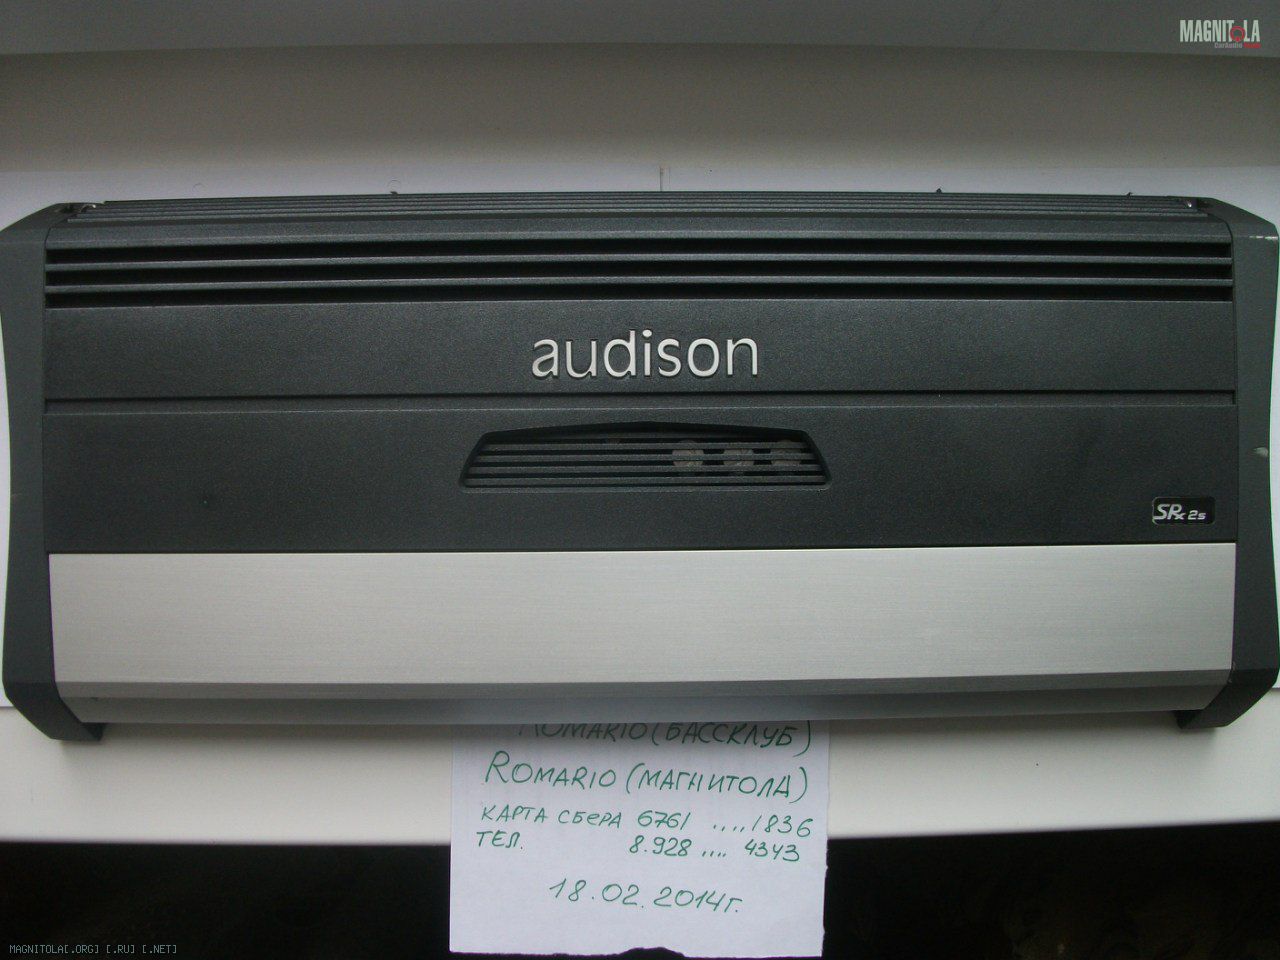 MAGNITOLA
CarAudio
audison
SRx 2s
ROMARIO (БАССКЛУБ)
ROMARIO (МАГНИТОЛА)
КАРТА СБЕРА 6761 ....1836
ТЕЛ. 8.928 .... 4343
18.02.2014г.
MAGNITOLA[.ORG] [.RU] [.NET]